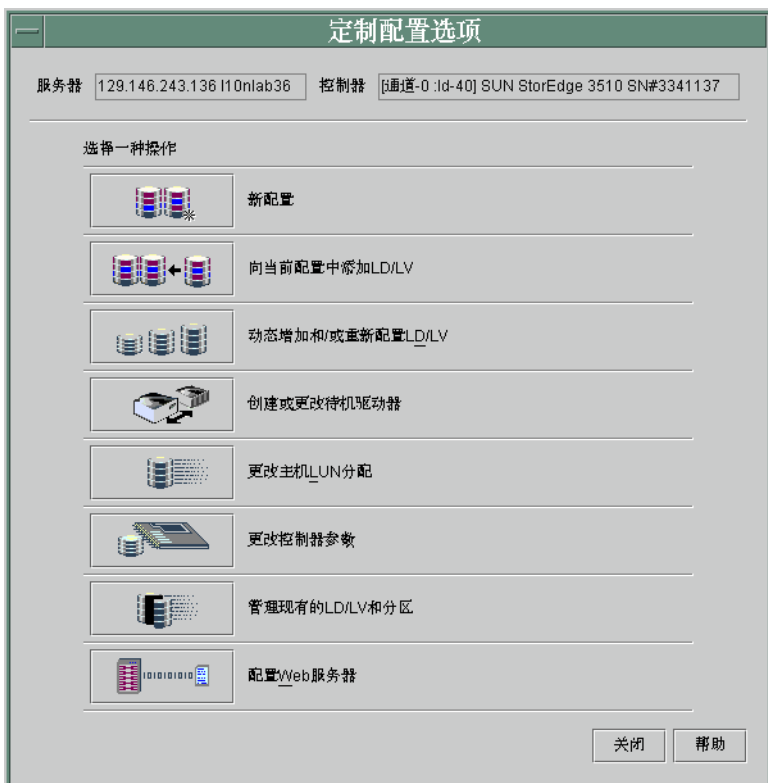 定制配置选项
服务器 129.146.243.136 l10nlab36 控制器 [通道-0 :Id-40] SUN StorEdge 3510 SN#3341137
选择一种操作
新配置
向当前配置中添加LD/LV
动态增加和/或重新配置LD/LV
创建或更改待机驱动器
更改主机LUN分配
更改控制器参数
管理现有的LD/LV和分区
配置Web服务器
关闭 帮助